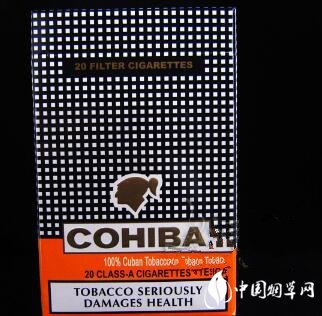 20 FILTER CIGARETTES
COHIBA
100% Cuban Tobacco
20 CLASS-A CIGARETTES
TOBACCO SERIOUSLY
DAMAGES HEALTH
中国烟草网